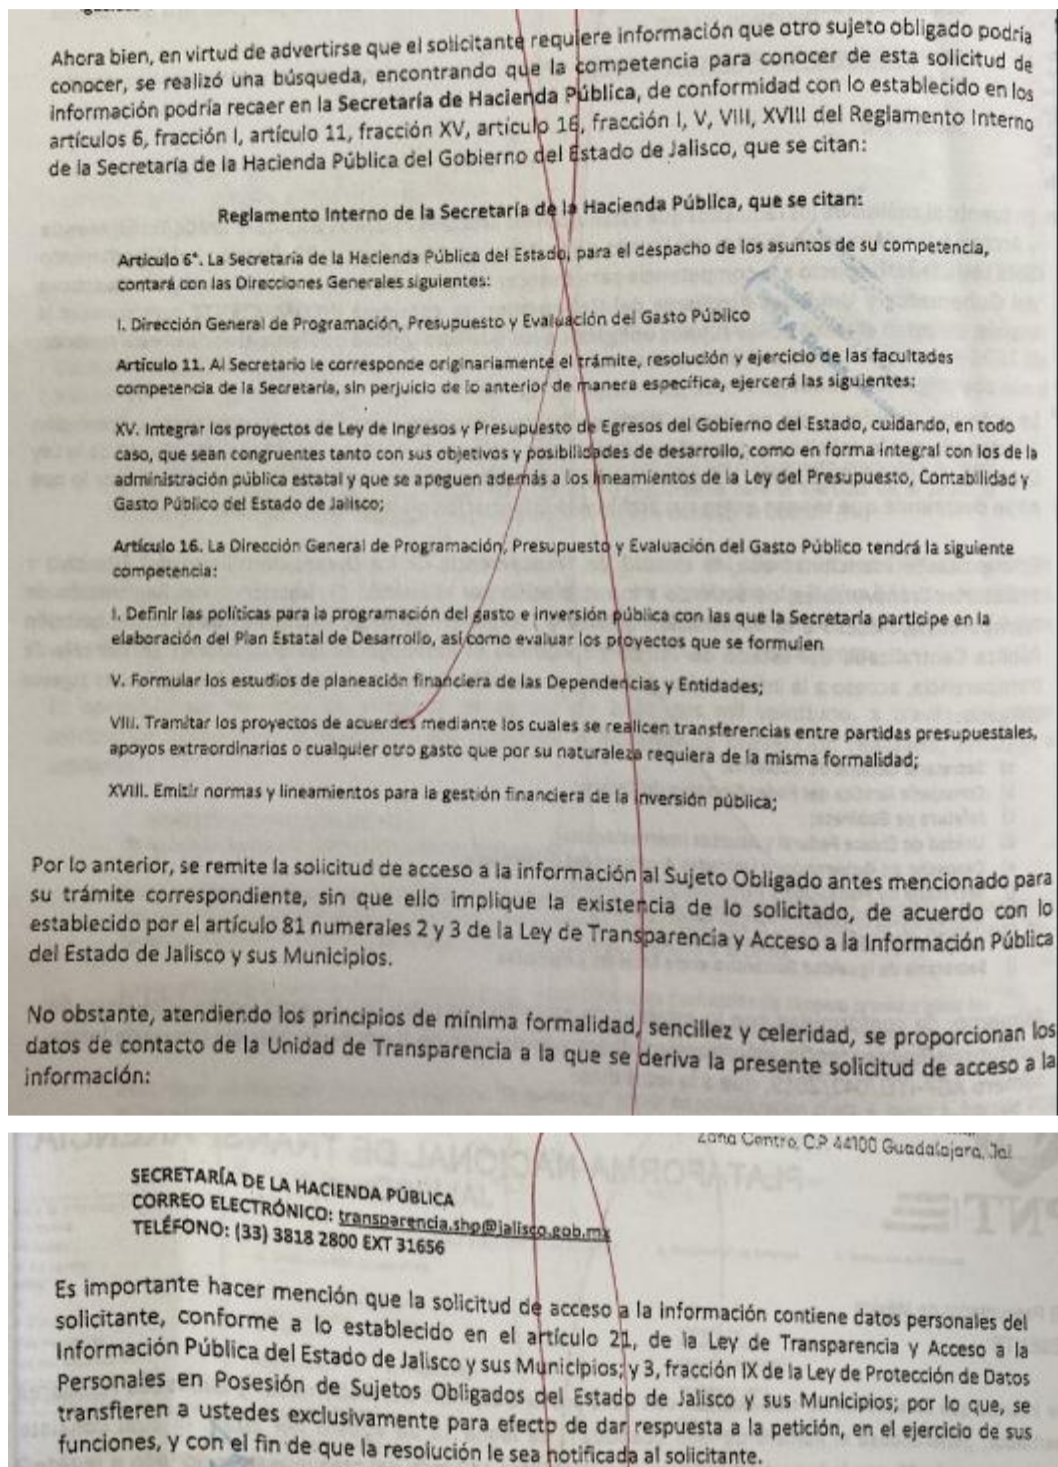 Ahora bien, en virtud de advertirse que el solicitante requiere información que otro sujeto obligado podría
conocer, se realizó una búsqueda, encontrando que la competencia para conocer de esta solicitud de
información podría recaer en la Secretaría de Hacienda Pública, de conformidad con lo establecido en los
artículos 6, fracción I, artículo 11, fracción XV, artículo 16, fracción I, V, VIII, XVIII del Reglamento Interno
de la Secretaría de la Hacienda Pública del Gobierno del Estado de Jalisco, que se citan:
Reglamento Interno de la Secretaría de la Hacienda Pública, que se citan:
Artículo 6°. La Secretaría de la Hacienda Pública del Estado, para el despacho de los asuntos de su competencia,
contará con las Direcciones Generales siguientes:
I. Dirección General de Programación, Presupuesto y Evaluación del Gasto Público
Artículo 11. Al Secretario le corresponde originariamente el trámite, resolución y ejercicio de las facultades
competencia de la Secretaría, sin perjuicio de lo anterior de manera específica, ejercerá las siguientes:
XV. Integrar los proyectos de Ley de Ingresos y Presupuesto de Egresos del Gobierno del Estado, cuidando, en todo
caso, que sean congruentes tanto con sus objetivos y posibilidades de desarrollo, como en forma integral con los de la
administración pública estatal y que se apeguen además a los lineamientos de la Ley del Presupuesto, Contabilidad y
Gasto Público del Estado de Jalisco;
Artículo 16. La Dirección General de Programación, Presupuesto y Evaluación del Gasto Público tendrá la siguiente
competencia:
I. Definir las políticas para la programación del gasto e inversión pública con las que la Secretaría participe en la
elaboración del Plan Estatal de Desarrollo, así como evaluar los proyectos que se formulen
V. Formular los estudios de planeación financiera de las Dependencias y Entidades;
VIII. Tramitar los proyectos de acuerdos mediante los cuales se realicen transferencias entre partidas presupuestales,
apoyos extraordinarios o cualquier otro gasto que por su naturaleza requiera de la misma formalidad;
XVIII. Emitir normas y lineamientos para la gestión financiera de la inversión pública;
Por lo anterior, se remite la solicitud de acceso a la información al Sujeto Obligado antes mencionado para
su trámite correspondiente, sin que ello implique la existencia de lo solicitado, de acuerdo con lo
establecido por el artículo 81 numerales 2 y 3 de la Ley de Transparencia y Acceso a la Información Pública
del Estado de Jalisco y sus Municipios.
No obstante, atendiendo los principios de mínima formalidad, sencillez y celeridad, se proporcionan los
datos de contacto de la Unidad de Transparencia a la que se deriva la presente solicitud de acceso a la
información:
Zona Centro, C.P. 44100 Guadalajara, Jal.
SECRETARÍA DE LA HACIENDA PÚBLICA
CORREO ELECTRÓNICO: transparencia.shp@jalisco.gob.mx
TELÉFONO: (33) 3818 2800 EXT 31656
Es importante hacer mención que la solicitud de acceso a la información contiene datos personales del
solicitante, conforme a lo establecido en el artículo 21, de la Ley de Transparencia y Acceso a la
Información Pública del Estado de Jalisco y sus Municipios; y 3, fracción IX de la Ley de Protección de Datos
Personales en Posesión de Sujetos Obligados del Estado de Jalisco y sus Municipios; por lo que, se
transfieren a ustedes exclusivamente para efecto de dar respuesta a la petición, en el ejercicio de sus
funciones, y con el fin de que la resolución le sea notificada al solicitante.